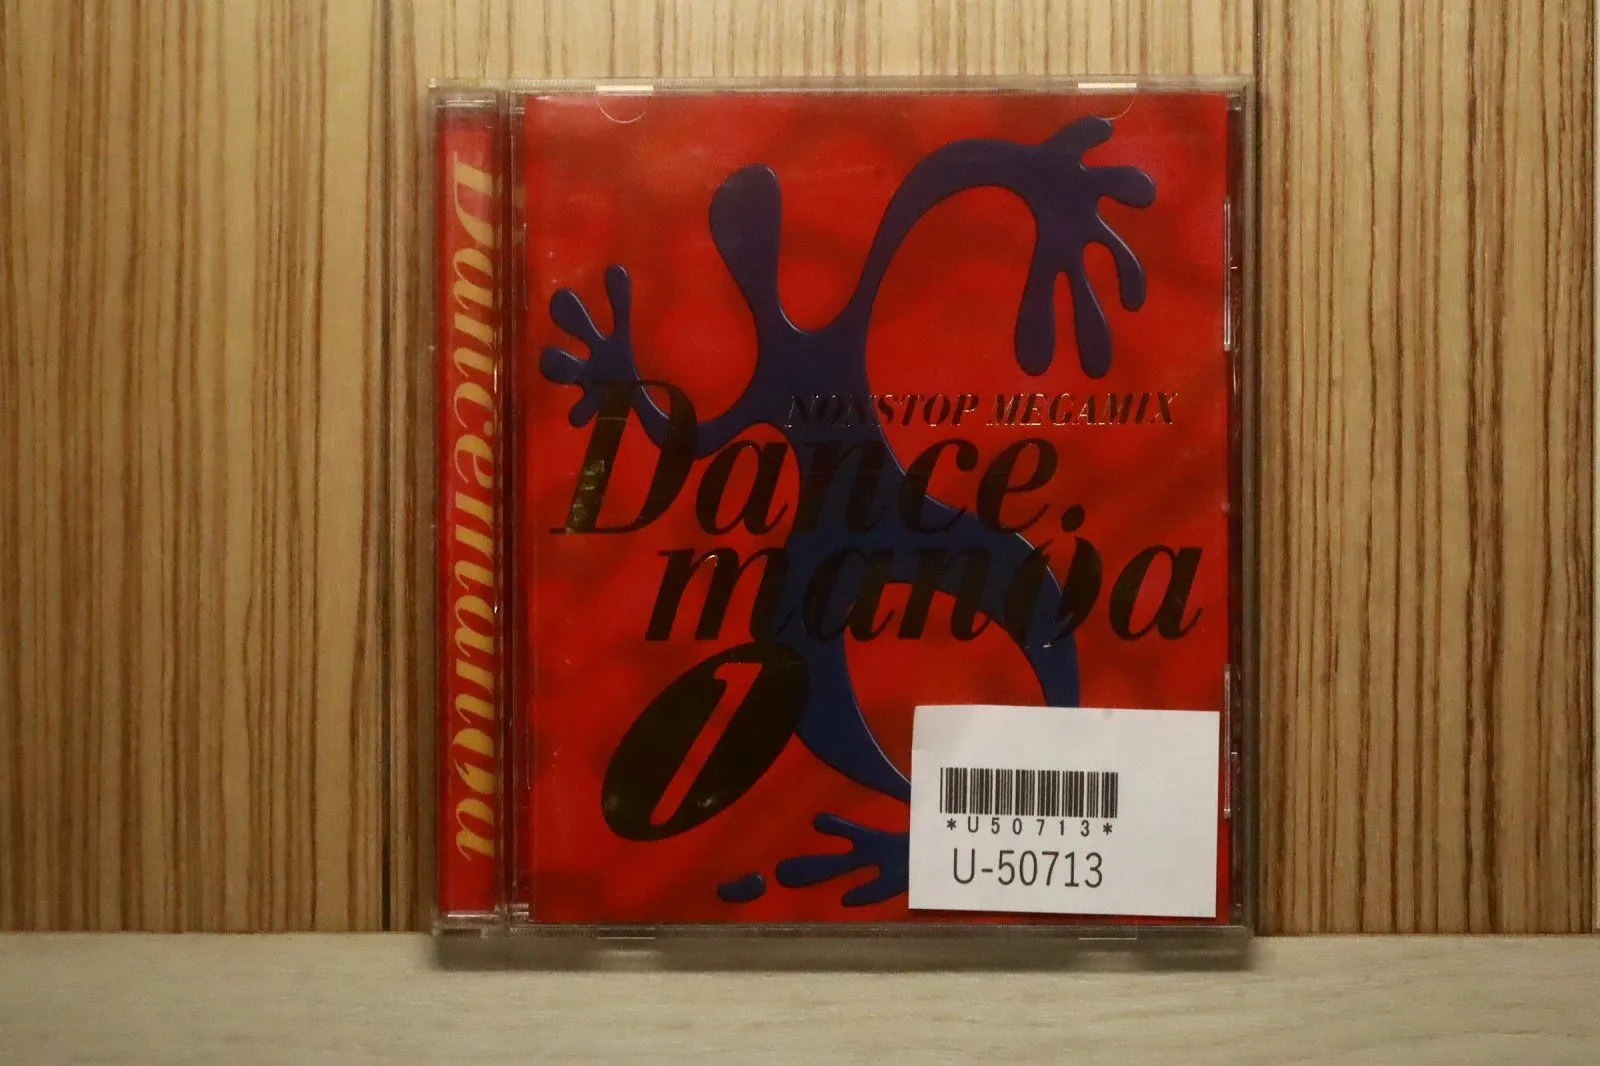 Dancemania
NONSTOP MEGAMIX
Dance.
mania
1
*U50713*
U-50713